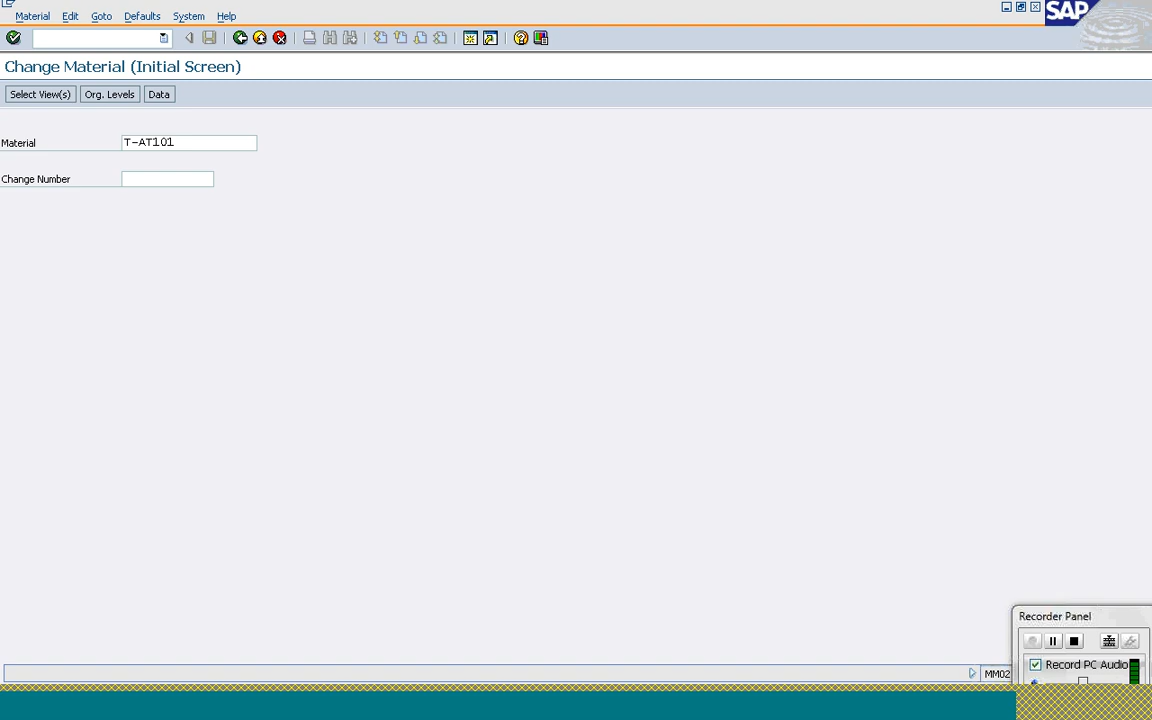 Material Edit Goto Defaults System Help
SAP
Change Material (Initial Screen)
Select View(s) Org. Levels Data
Material T-AT101
Change Number
Recorder Panel
Record PC Audio
MM02